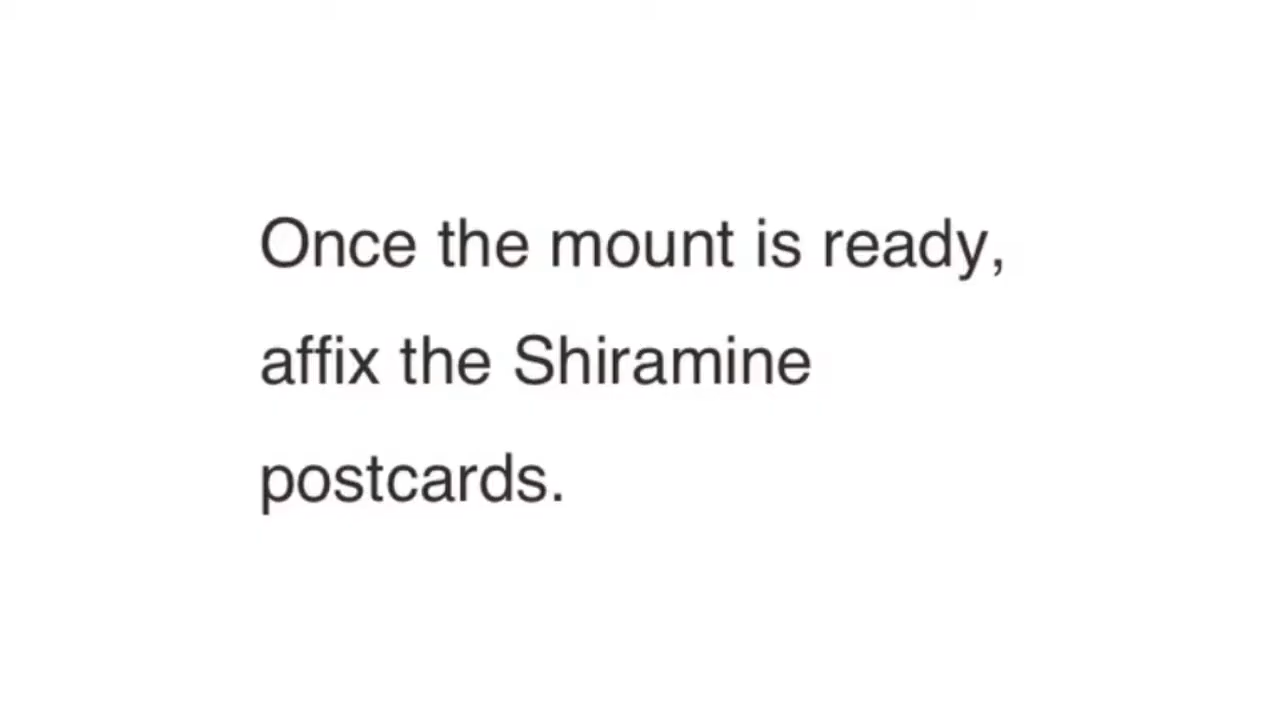 Once the mount is ready,
affix the Shiramine
postcards.